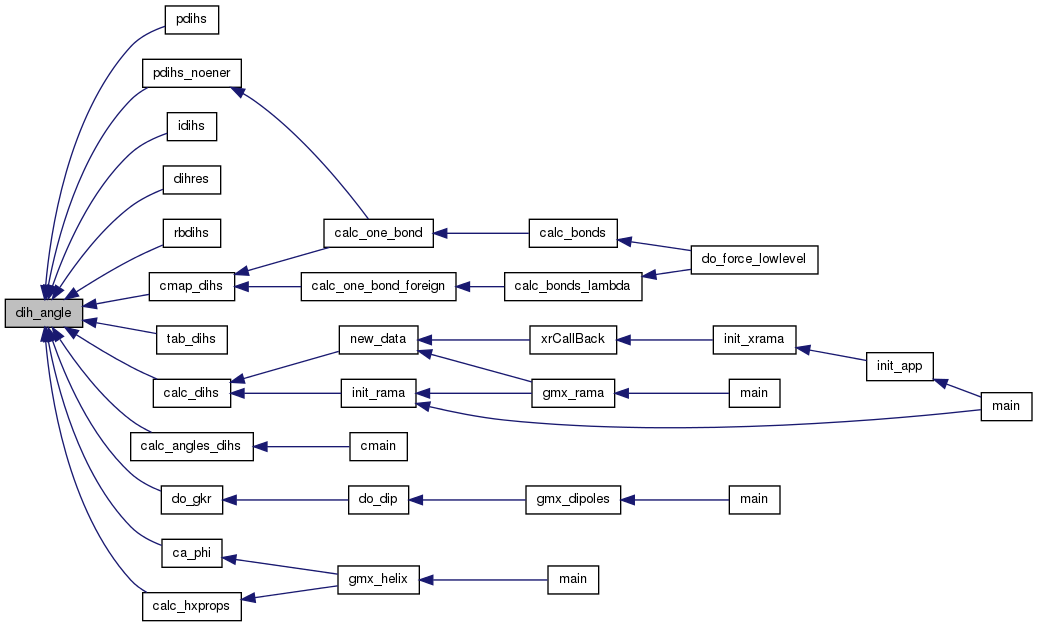 pdihs
pdihs_noener
idihs
dihres
rbdihs
calc_one_bond
calc_bonds
do_force_lowlevel
cmap_dihs
calc_one_bond_foreign
calc_bonds_lambda
dih_angle
tab_dihs
new_data
xrCallBack
init_xrama
init_app
calc_dihs
init_rama
gmx_rama
main
main
calc_angles_dihs
cmain
do_gkr
do_dip
gmx_dipoles
main
ca_phi
gmx_helix
main
calc_hxprops